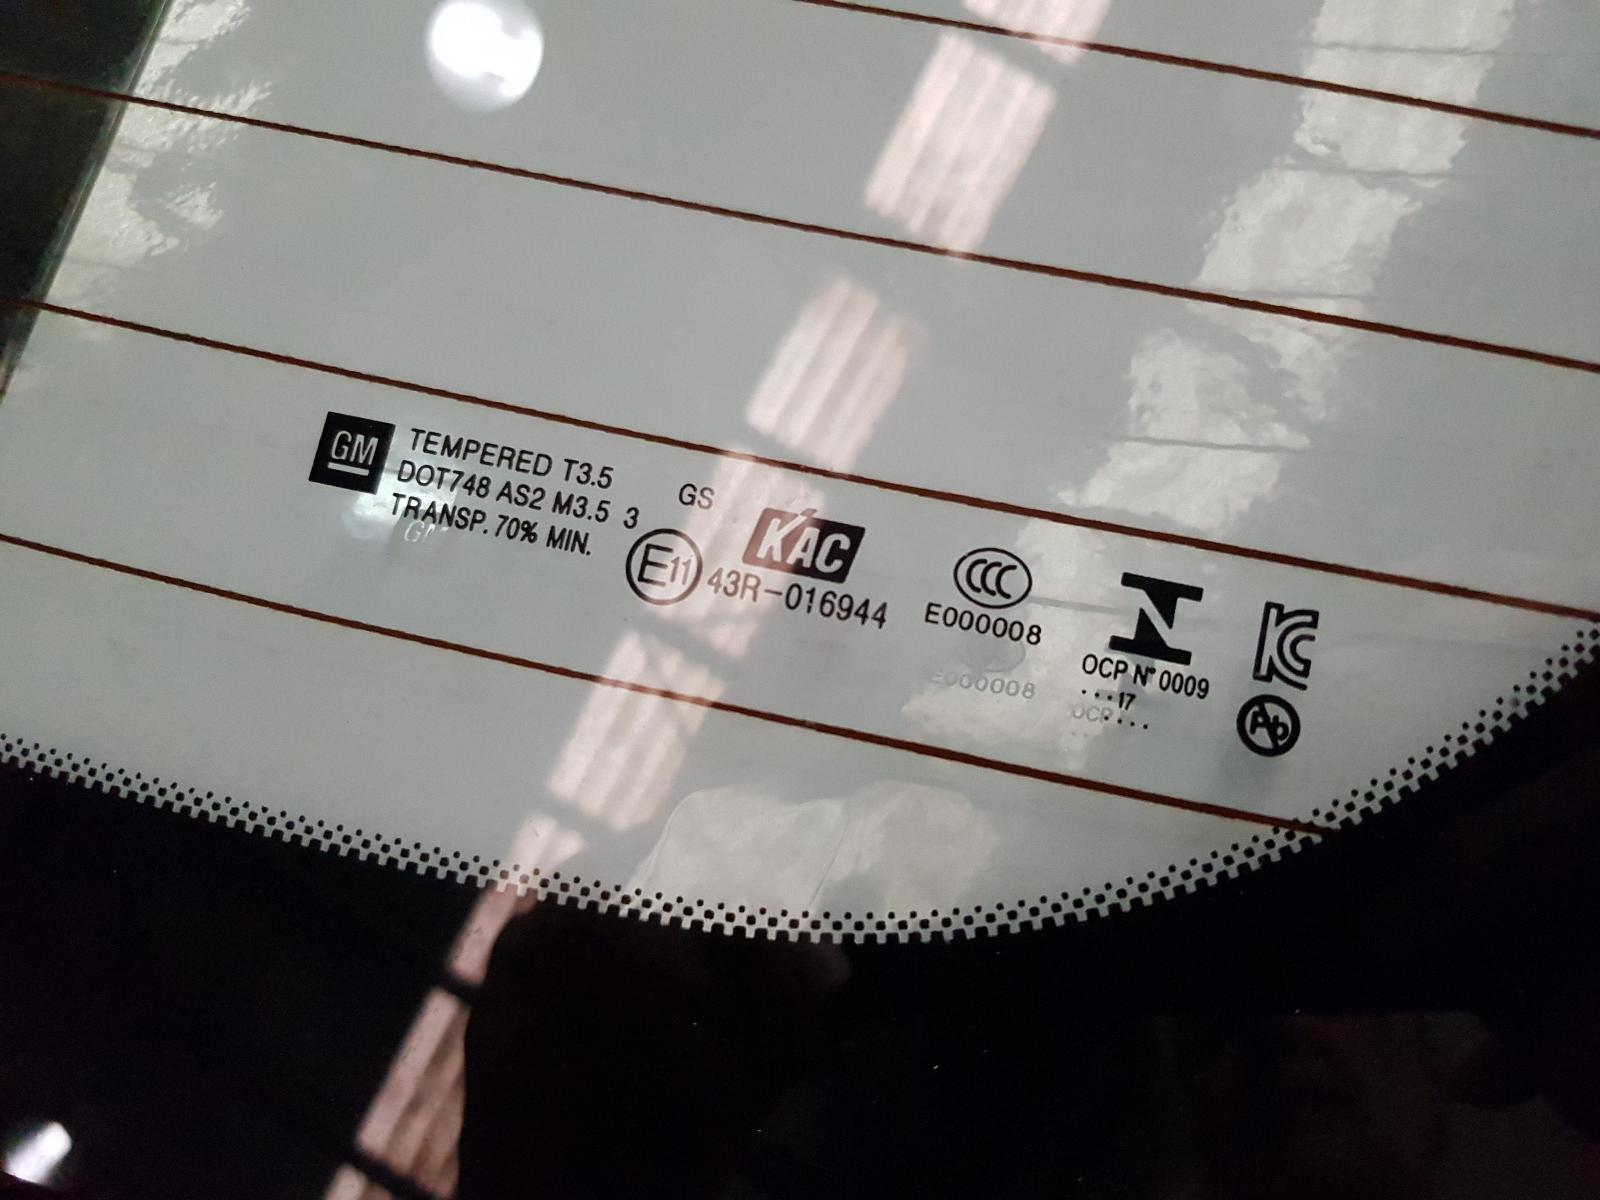 GM
TEMPERED T3.5
DOT748 AS2 M3.5 3
TRANSP. 70% MIN.
GS
KAC
E11 43R-016944
CCC
E000008
N
OCP N° 0009
...17
...
KC